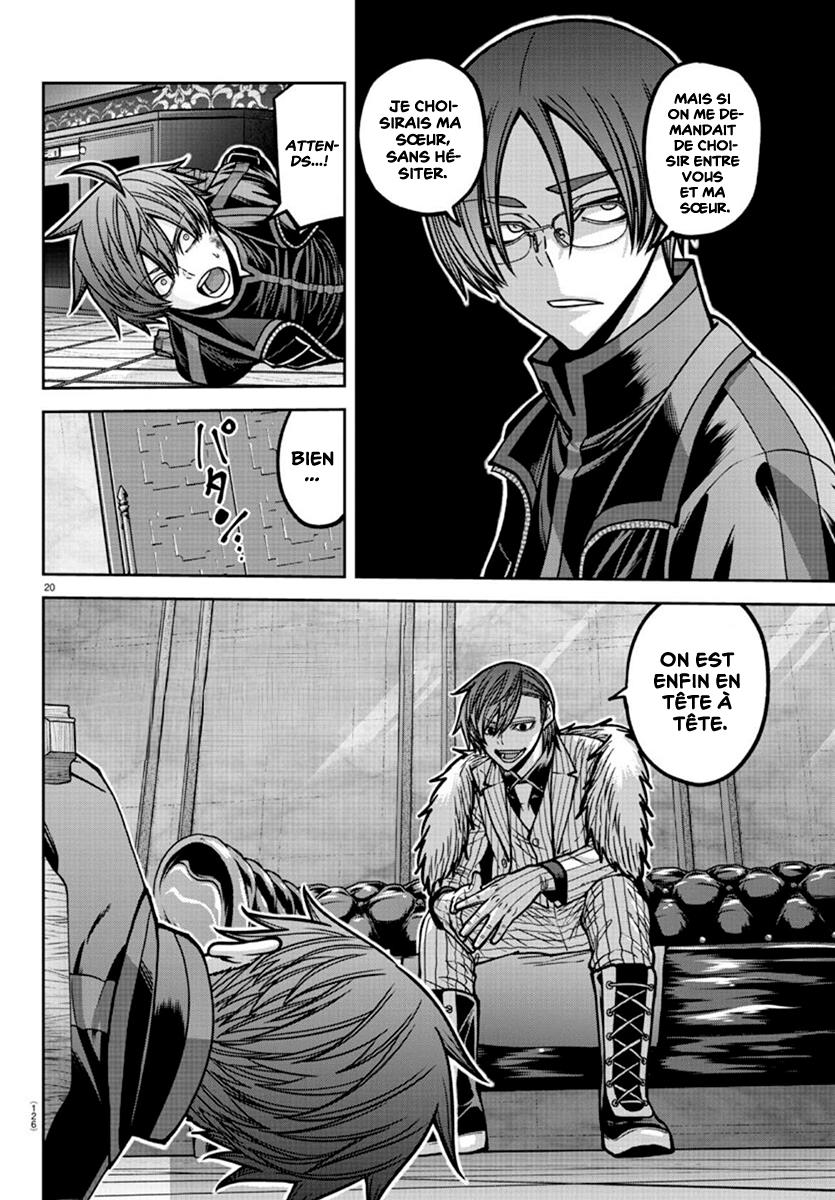 MAIS SI
ON ME DE-
MANDAIT
DE CHOI-
SIR ENTRE
VOUS
ET MA
SŒUR.
JE CHOI-
SIRAIS MA
SŒUR,
SANS HÉ-
SITER.
ATTEN-
DS...!
BIEN
...
パタン…
20
ON EST
ENFIN EN
TÊTE À
TÊTE.
(126)